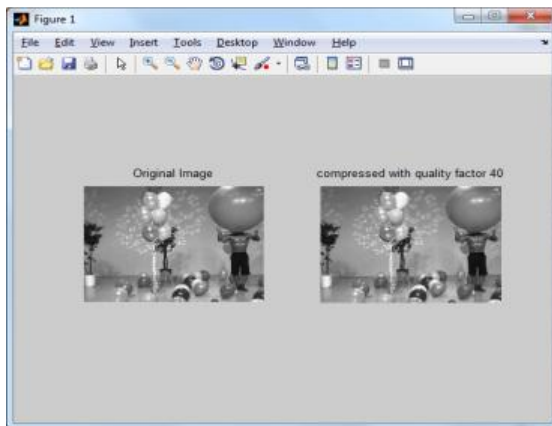 Figure 1
File Edit View Insert Tools Desktop Window Help
Original Image
compressed with quality factor 40